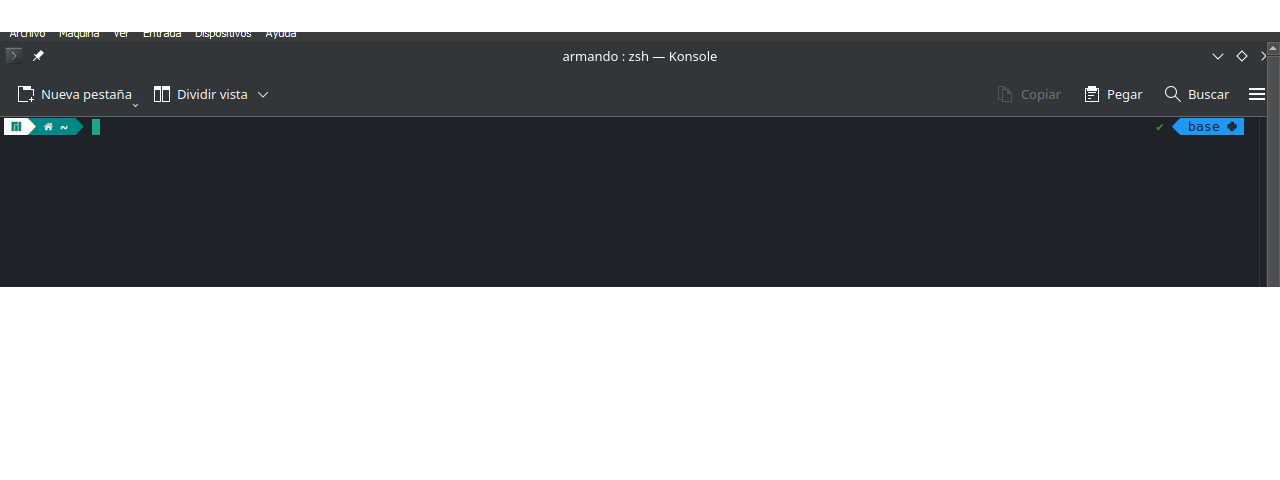 Archivo Máquina Ver Entrada Dispositivos Ayuda
armando : zsh — Konsole
Nueva pestaña Dividir vista Copiar Pegar Buscar
~ base